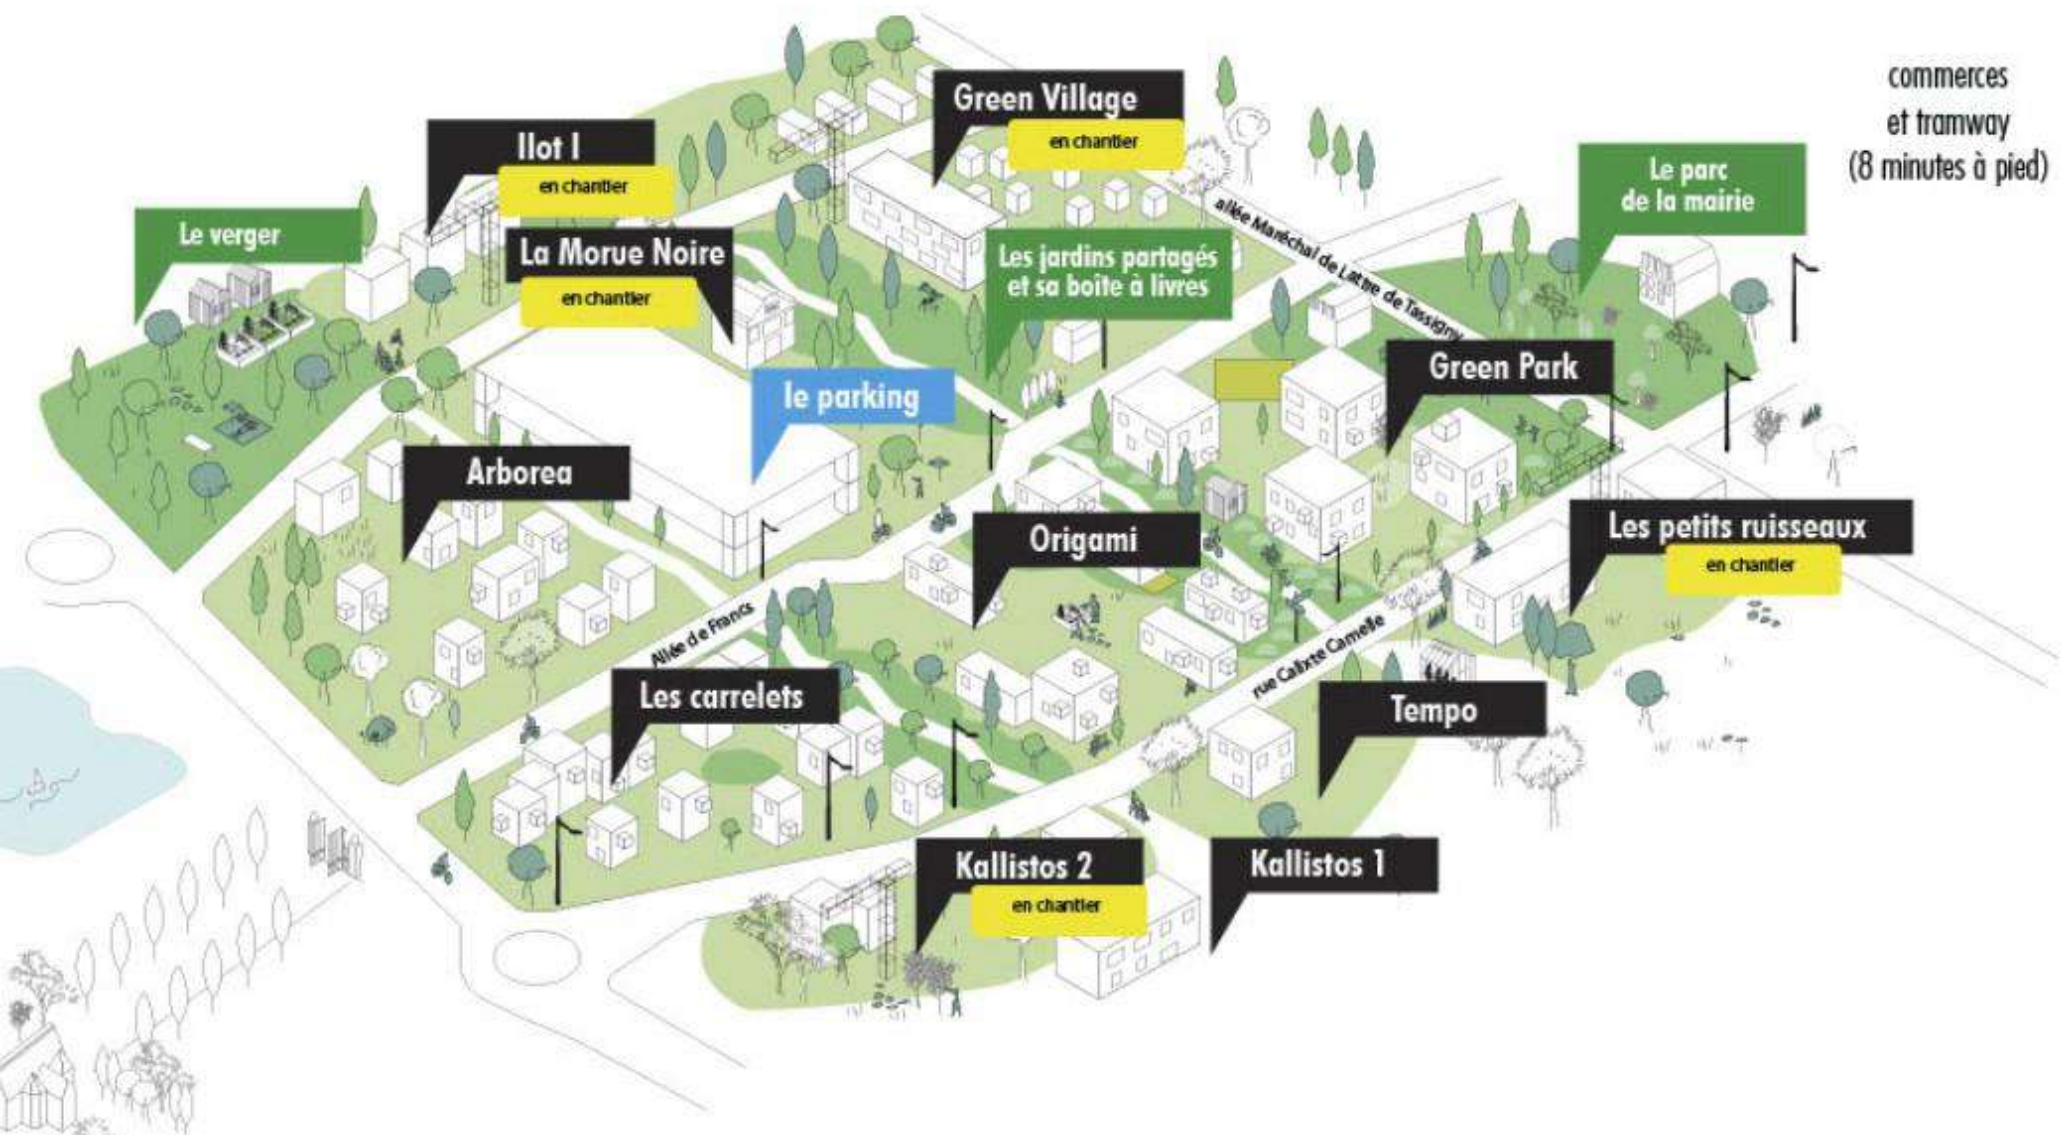 commerces
et tramway
(8 minutes à pied)
Green Village
en chantier
Ilot I
en chantier
Le parc
de la mairie
Le verger
La Morue Noire
en chantier
Les jardins partagés
et sa boîte à livres
allée Maréchal de Lattre de Tassigny
Green Park
le parking
Arborea
Origami
Les petits ruisseaux
en chantier
Allée de Francs
rue Calixte Camelle
Les carrelets
Tempo
Kallistos 2
en chantier
Kallistos 1